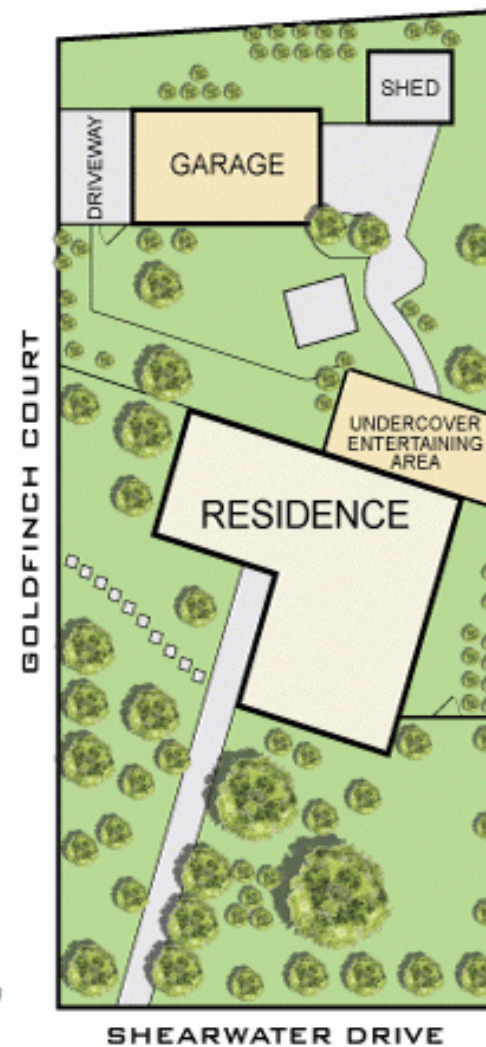 SHED
DRIVEWAY
GARAGE
GOLDFINCH COURT
UNDERCOVER
ENTERTAINING
AREA
RESIDENCE
SHEARWATER DRIVE